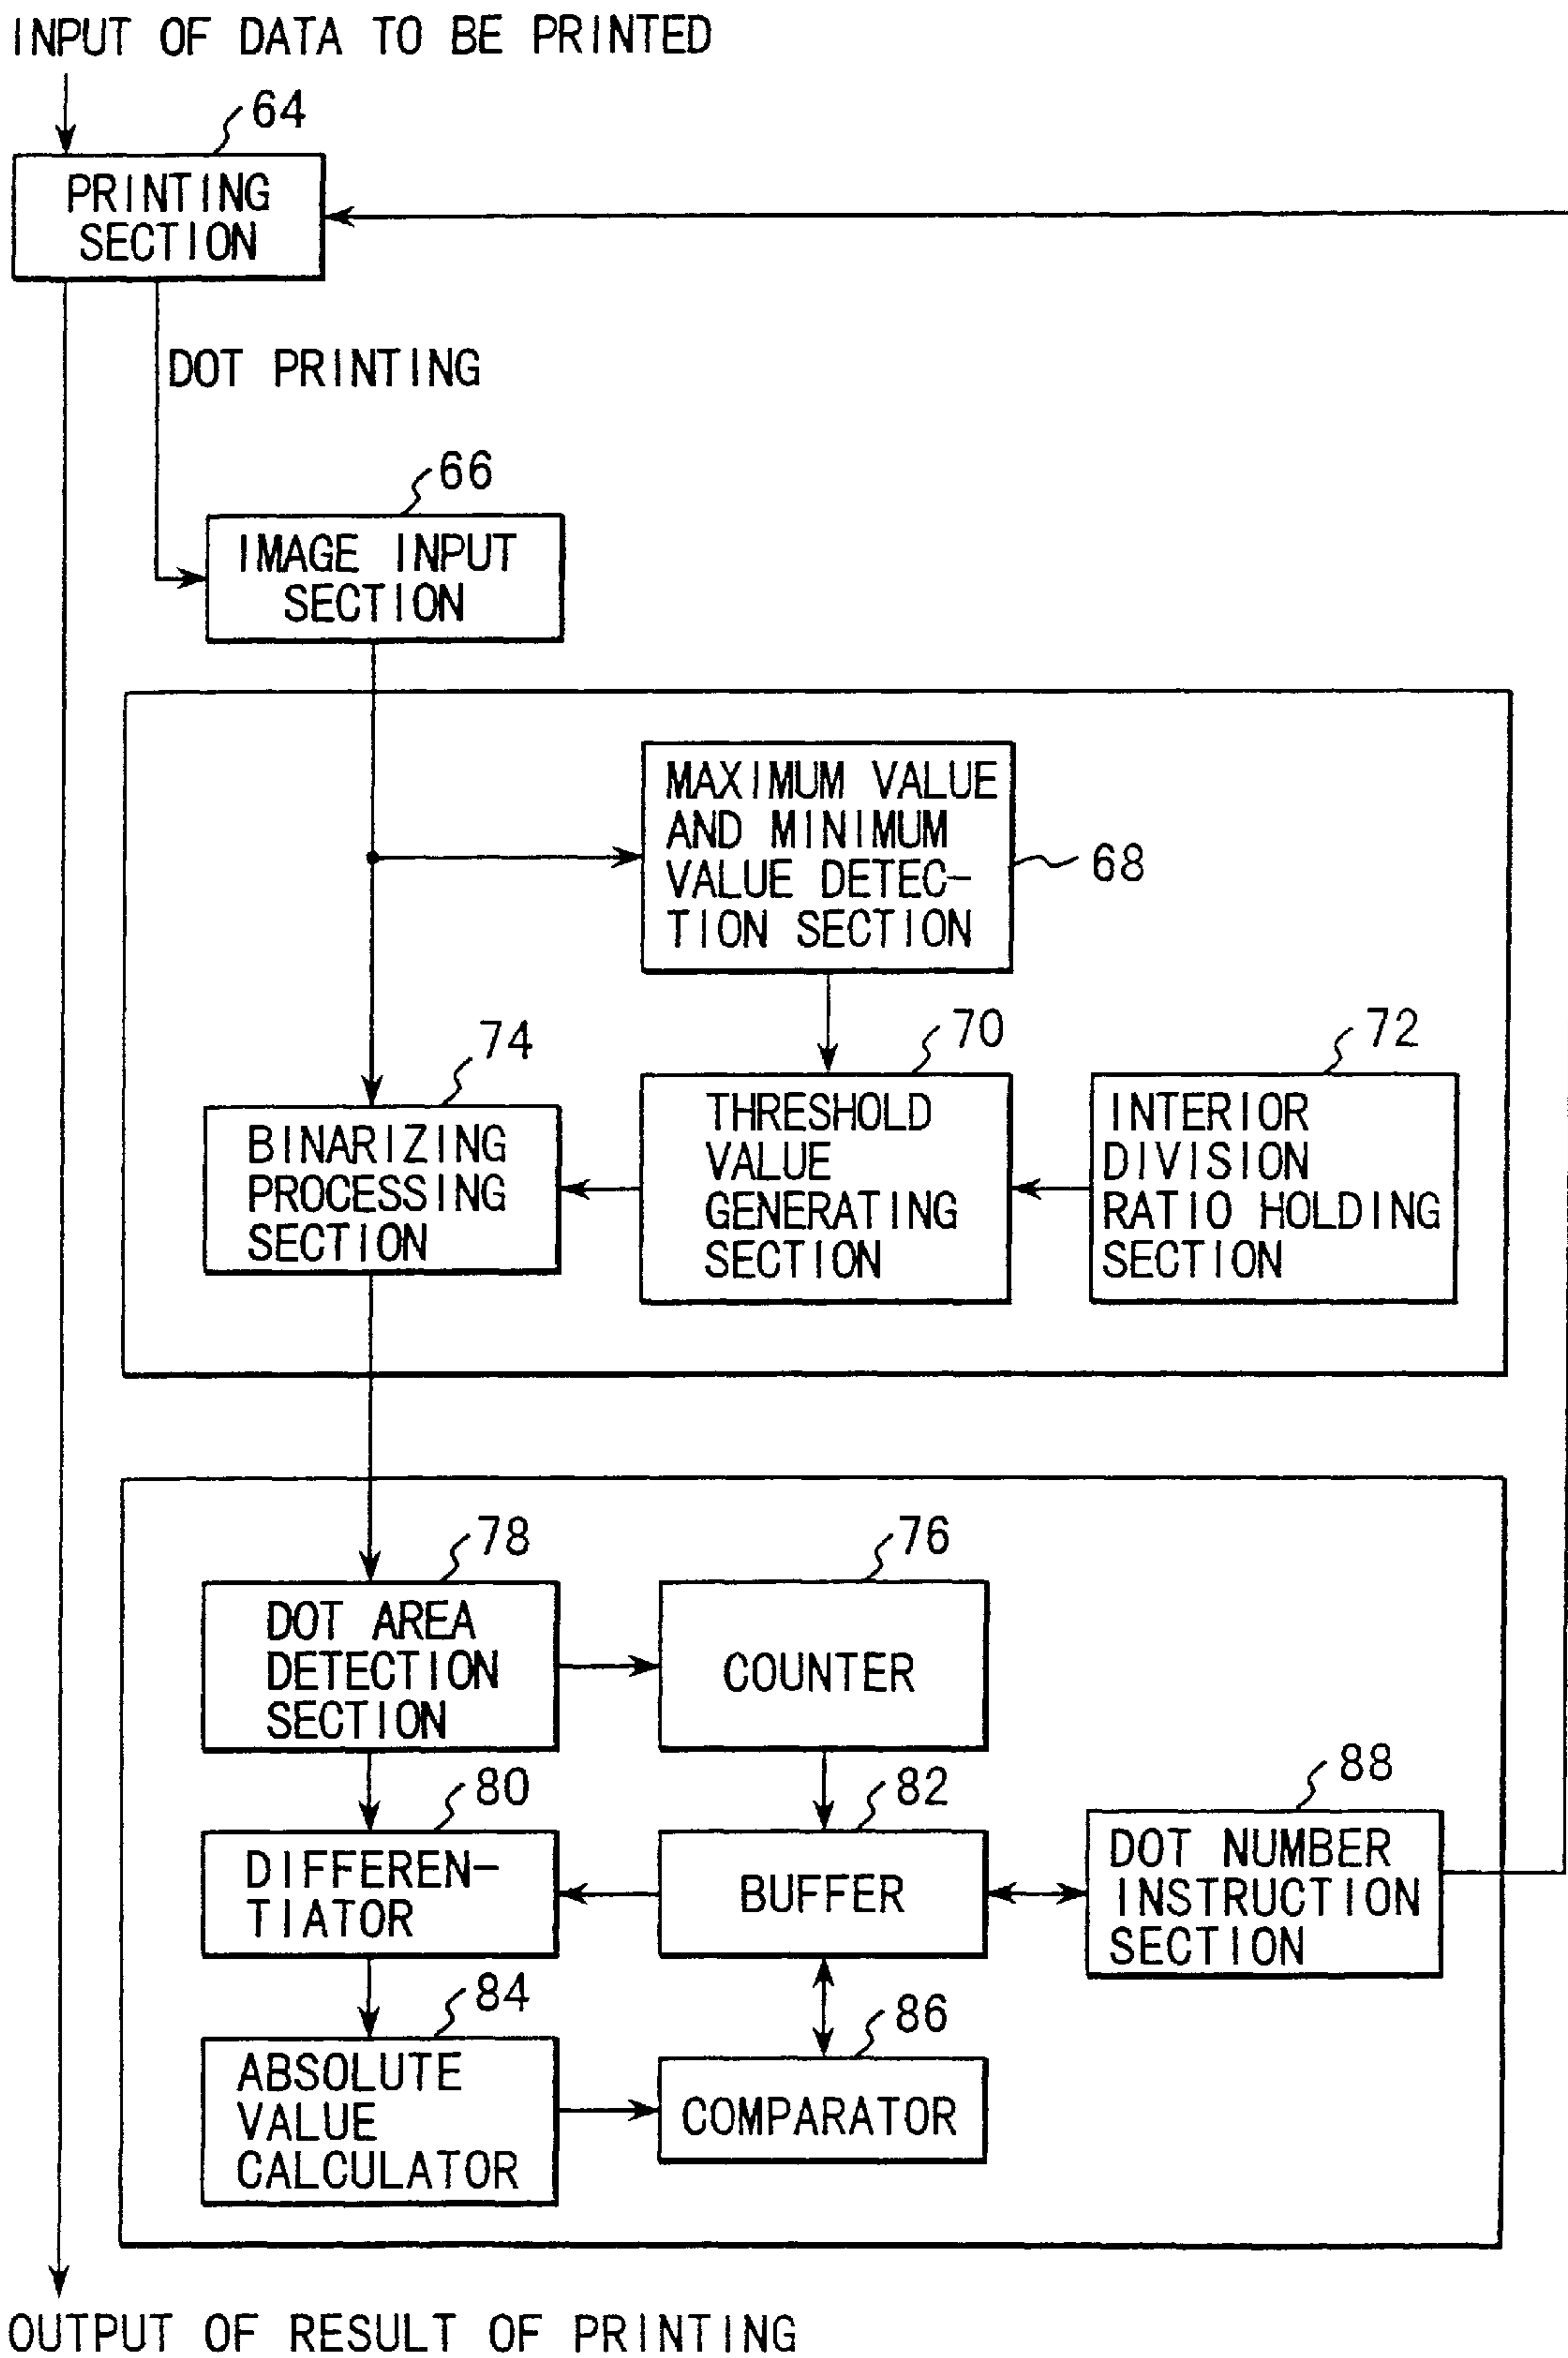 INPUT OF DATA TO BE PRINTED
64
PRINTING
SECTION
DOT PRINTING
66
IMAGE INPUT
SECTION
MAXIMUM VALUE
AND MINIMUM
VALUE DETEC-
TION SECTION
68
74
BINARIZING
PROCESSING
SECTION
70
THRESHOLD
VALUE
GENERATING
SECTION
72
INTERIOR
DIVISION
RATIO HOLDING
SECTION
78
DOT AREA
DETECTION
SECTION
76
COUNTER
80
DIFFEREN-
TIATOR
82
BUFFER
88
DOT NUMBER
INSTRUCTION
SECTION
84
ABSOLUTE
VALUE
CALCULATOR
86
COMPARATOR
OUTPUT OF RESULT OF PRINTING